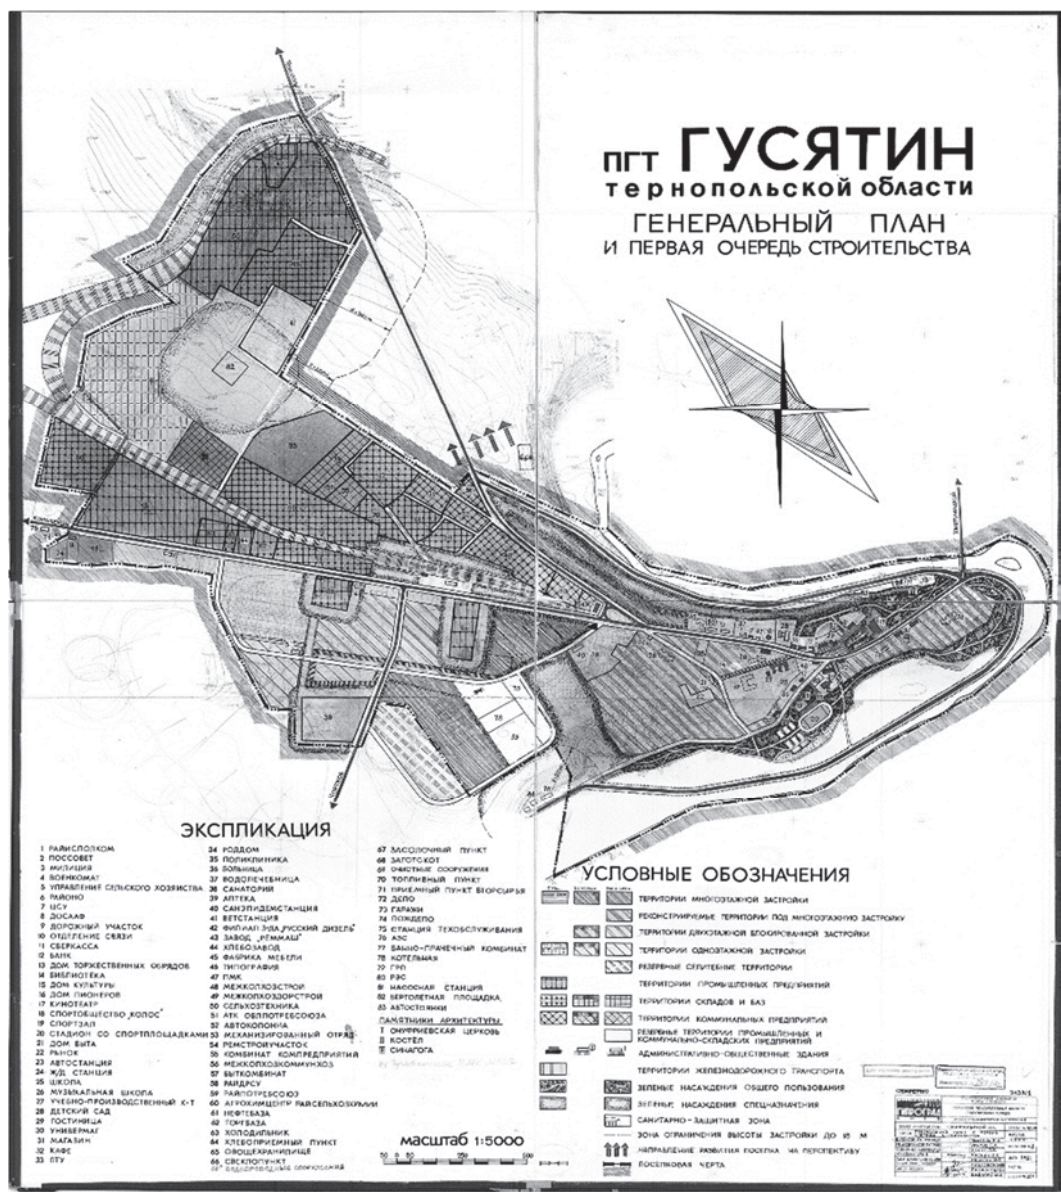 ПГТ ГУСЯТИН
ТЕРНОПОЛЬСКОЙ ОБЛАСТИ
ГЕНЕРАЛЬНЫЙ ПЛАН
И ПЕРВАЯ ОЧЕРЕДЬ СТРОИТЕЛЬСТВА
ЭКСПЛИКАЦИЯ
1 РАЙИСПОЛКОМ
2 ПОССОВЕТ
3 МИЛИЦИЯ
4 ВОЕНКОМАТ
5 УПРАВЛЕНИЕ СЕЛЬСКОГО ХОЗЯЙСТВА
6 РАЙОНО
7 ЦСУ
8 ДОСААФ
9 ДОРОЖНЫЙ УЧАСТОК
10 ОТДЕЛЕНИЕ СВЯЗИ
11 СБЕРКАССА
12 БАНК
13 ДОМ ТОРЖЕСТВЕННЫХ ОБРЯДОВ
14 БИБЛИОТЕКА
15 ДОМ КУЛЬТУРЫ
16 ДОМ ПИОНЕРОВ
17 КИНОТЕАТР
18 СПОРТОБЩЕСТВО „КОЛОС"
19 СПОРТЗАЛ
20 СТАДИОН СО СПОРТПЛОЩАДКАМИ
21 ДОМ БЫТА
22 РЫНОК
23 АВТОСТАНЦИЯ
24 Ж/Д СТАНЦИЯ
25 ШКОЛА
26 МУЗЫКАЛЬНАЯ ШКОЛА
27 УЧЕБНО-ПРОИЗВОДСТВЕННЫЙ К-Т
28 ДЕТСКИЙ САД
29 ГОСТИНИЦА
30 УНИВЕРМАГ
31 МАГАЗИН
32 КАФЕ
33 ПТУ
34 РОДДОМ
35 ПОЛИКЛИНИКА
36 БОЛЬНИЦА
37 ВОДОЛЕЧЕБНИЦА
38 САНАТОРИЙ
39 АПТЕКА
40 САНЭПИДЕМСТАНЦИЯ
41 ВЕТСТАНЦИЯ
42 ФИЛИАЛ З-ДА „РУССКИЙ ДИЗЕЛЬ"
43 ЗАВОД „РЕММАШ"
44 ХЛЕБОЗАВОД
45 ФАБРИКА МЕБЕЛИ
46 ТИПОГРАФИЯ
47 ПМК
48 МЕЖКОЛХОЗСТРОЙ
49 МЕЖКОЛХОЗДОРСТРОЙ
50 СЕЛЬХОЗТЕХНИКА
51 АТК ОБЛПОТРЕБСОЮЗА
52 АВТОКОЛОННА
53 МЕХАНИЗИРОВАННЫЙ ОТРЯД
54 РЕМСТРОЙУЧАСТОК
55 КОМБИНАТ КОМПРЕДПРИЯТИЙ
56 МЕЖКОЛХОЗКОММУНХОЗ
57 БЫТКОМБИНАТ
58 РАЙДРСУ
59 РАЙПОТРЕБСОЮЗ
60 АГРОХИМЦЕНТР РАЙСЕЛЬХОЗХИМИИ
61 НЕФТЕБАЗА
62 ТОРГБАЗА
63 ХОЛОДИЛЬНИК
64 ХЛЕБОПРИЕМНЫЙ ПУНКТ
65 ОВОЩЕХРАНИЛИЩЕ
66 СВЕКЛОПУНКТ
67 ЗАСОЛОЧНЫЙ ПУНКТ
68 ЗАГОТСКОТ
69 ОЧИСТНЫЕ СООРУЖЕНИЯ
70 ТОПЛИВНЫЙ ПУНКТ
71 ПРИЕМНЫЙ ПУНКТ ВТОРСЫРЬЯ
72 ДЕПО
73 ГАРАЖИ
74 ПОЖДЕПО
75 СТАНЦИЯ ТЕХОБСЛУЖИВАНИЯ
76 АЗС
77 БАННО-ПРАЧЕЧНЫЙ КОМБИНАТ
78 КОТЕЛЬНАЯ
79 ГРП
80 РЭС
81 НАСОСНАЯ СТАНЦИЯ
82 ВЕРТОЛЕТНАЯ ПЛОЩАДКА
83 АВТОСТОЯНКИ
ПАМЯТНИКИ АРХИТЕКТУРЫ
I ОНУФРИЕВСКАЯ ЦЕРКОВЬ
II КОСТЁЛ
III СИНАГОГА
МАСШТАБ 1:5000
УСЛОВНЫЕ ОБОЗНАЧЕНИЯ
ТЕРРИТОРИИ МНОГОЭТАЖНОЙ ЗАСТРОЙКИ
РЕКОНСТРУИРУЕМЫЕ ТЕРРИТОРИИ ПОД МНОГОЭТАЖНУЮ ЗАСТРОЙКУ
ТЕРРИТОРИИ ДВУХЭТАЖНОЙ БЛОКИРОВАННОЙ ЗАСТРОЙКИ
ТЕРРИТОРИИ ОДНОЭТАЖНОЙ ЗАСТРОЙКИ
РЕЗЕРВНЫЕ СЕЛИТЕБНЫЕ ТЕРРИТОРИИ
ТЕРРИТОРИИ ПРОМЫШЛЕННЫХ ПРЕДПРИЯТИЙ
ТЕРРИТОРИИ СКЛАДОВ И БАЗ
ТЕРРИТОРИИ КОММУНАЛЬНЫХ ПРЕДПРИЯТИЙ
РЕЗЕРВНЫЕ ТЕРРИТОРИИ ПРОМЫШЛЕННЫХ И
КОММУНАЛЬНО-СКЛАДСКИХ ПРЕДПРИЯТИЙ
АДМИНИСТРАТИВНО-ОБЩЕСТВЕННЫЕ ЗДАНИЯ
ТЕРРИТОРИИ ЖЕЛЕЗНОДОРОЖНОГО ТРАНСПОРТА
ЗЕЛЕНЫЕ НАСАЖДЕНИЯ ОБЩЕГО ПОЛЬЗОВАНИЯ
ЗЕЛЕНЫЕ НАСАЖДЕНИЯ СПЕЦНАЗНАЧЕНИЯ
САНИТАРНО-ЗАЩИТНАЯ ЗОНА
ЗОНА ОГРАНИЧЕНИЯ ВЫСОТЫ ЗАСТРОЙКИ ДО
НАПРАВЛЕНИЕ РАЗВИТИЯ ПОСЕЛКА НА ПЕРСПЕКТИВУ
ПОСЕЛКОВАЯ ЧЕРТА